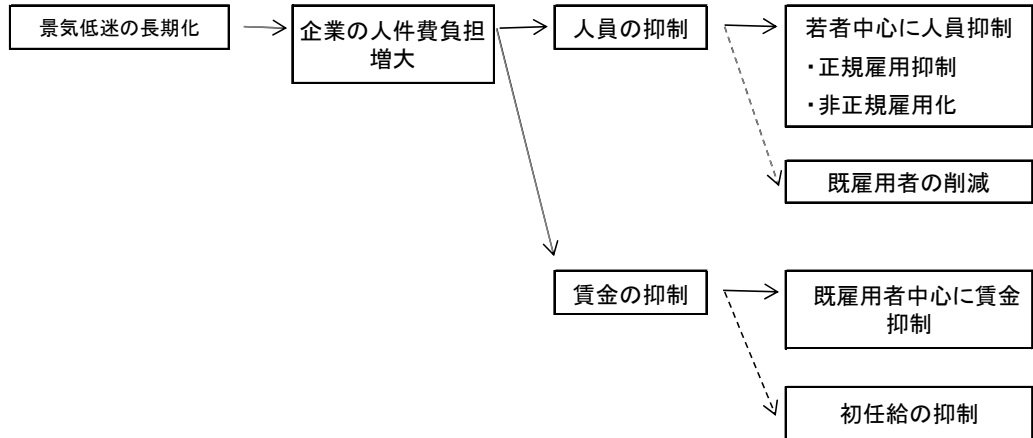 景気低迷の長期化
企業の人件費負担
増大
人員の抑制
若者中心に人員抑制
・正規雇用抑制
・非正規雇用化
既雇用者の削減
賃金の抑制
既雇用者中心に賃金
抑制
初任給の抑制